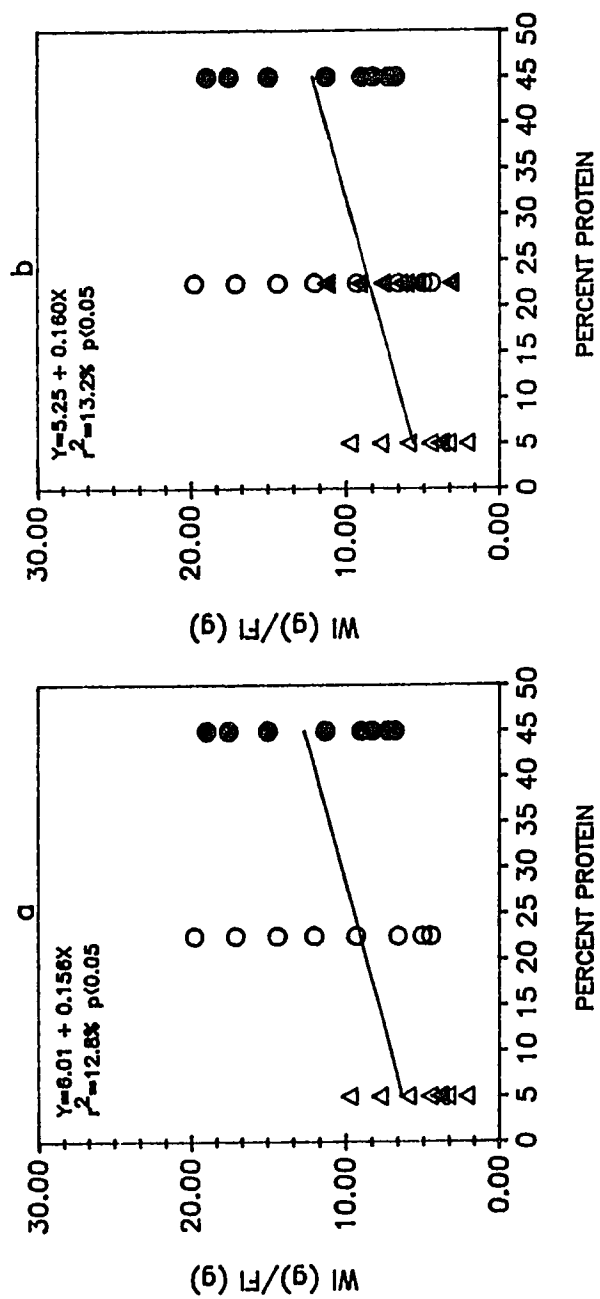 a
Y=6.01 + 0.156X
r²=12.8% p<0.05
30.00
20.00
10.00
0.00
WI (g)/FI (g)
0 5 10 15 20 25 30 35 40 45 50
PERCENT PROTEIN
b
Y=5.25 + 0.160X
r²=13.2% p<0.05
30.00
20.00
10.00
0.00
WI (g)/FI (g)
0 5 10 15 20 25 30 35 40 45 50
PERCENT PROTEIN